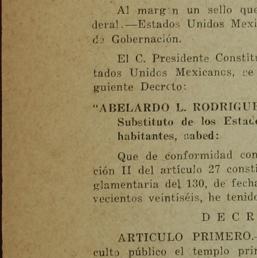 Al margen un sello que
deral.—Estados Unidos Mexi
de Gobernación.
El C. Presidente Constitu
tados Unidos Mexicanos, se
guiente Decreto:
"ABELARDO L. RODRIGUE
Substituto de los Estad
habitantes, sabed:
Que de conformidad con
ción II del artículo 27 consti
glamentaria del 130, de fecha
vecientos veintiséis, he tenido
D E C R
ARTICULO PRIMERO.-
culto público el templo prin